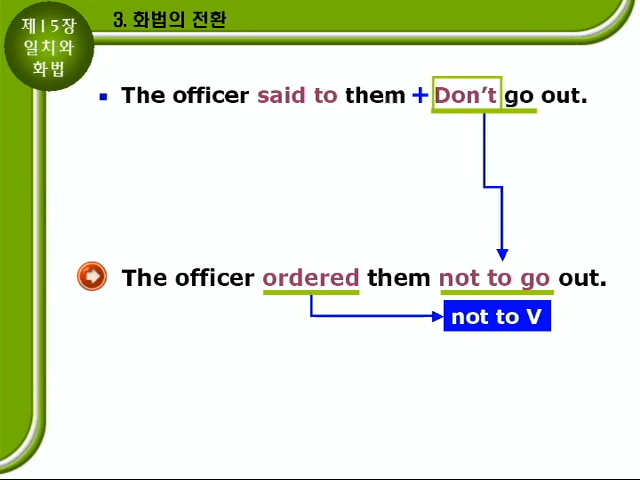 제15장
일치와
화법
3. 화법의 전환
▪ The officer said to them + Don’t go out.
The officer ordered them not to go out.
not to V